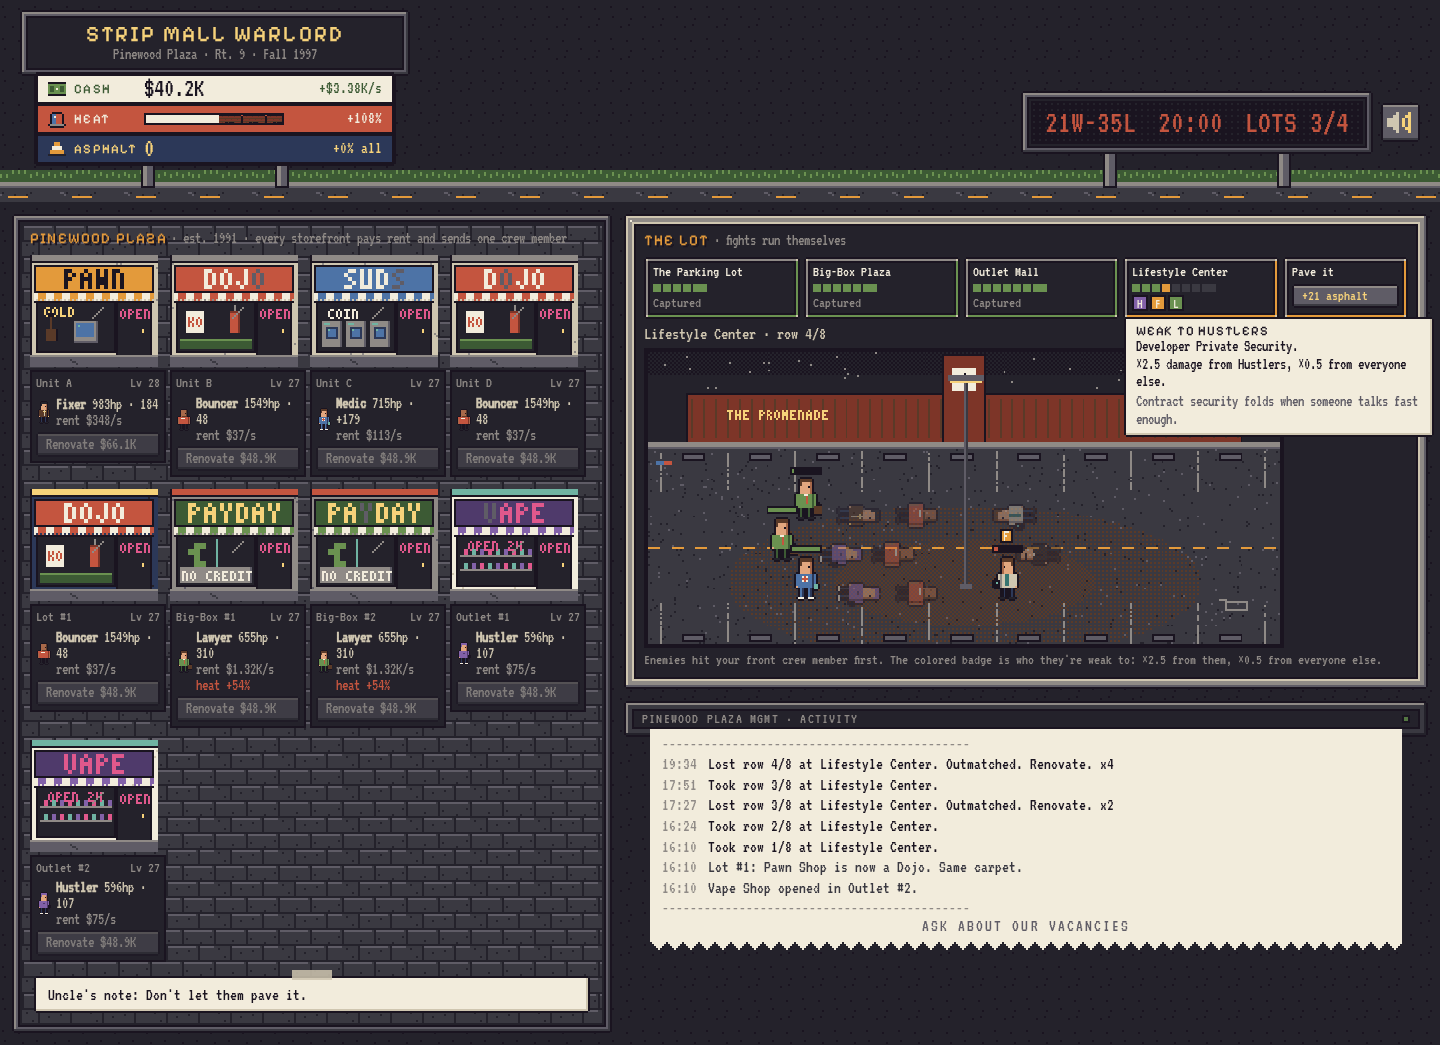 STRIP MALL WARLORD
Pinewood Plaza · Rt. 9 · Fall 1997
CASH $40.2K +$3.38K/s
HEAT +108%
ASPHALT 0 +0% all
21W-35L 20:00 LOTS 3/4
PINEWOOD PLAZA · est. 1991 · every storefront pays rent and sends one crew member
PAWN
GOLD
OPEN
DOJO
KO
OPEN
SUDS
COIN
OPEN
DOJO
KO
OPEN
Unit A Lv 28
Fixer 983hp · 184
rent $348/s
Renovate $66.1K
Unit B Lv 27
Bouncer 1549hp ·
48
rent $37/s
Renovate $48.9K
Unit C Lv 27
Medic 715hp ·
+179
rent $113/s
Renovate $48.9K
Unit D Lv 27
Bouncer 1549hp ·
48
rent $37/s
Renovate $48.9K
DOJO
KO
OPEN
PAYDAY
OPEN
NO CREDIT
PAYDAY
OPEN
NO CREDIT
VAPE
OPEN 24
OPEN
Lot #1 Lv 27
Bouncer 1549hp ·
48
rent $37/s
Renovate $48.9K
Big-Box #1 Lv 27
Lawyer 655hp ·
310
rent $1.32K/s
heat +54%
Renovate $48.9K
Big-Box #2 Lv 27
Lawyer 655hp ·
310
rent $1.32K/s
heat +54%
Renovate $48.9K
Outlet #1 Lv 27
Hustler 596hp ·
107
rent $75/s
Renovate $48.9K
VAPE
OPEN 24
OPEN
Outlet #2 Lv 27
Hustler 596hp ·
107
rent $75/s
Renovate $48.9K
Uncle's note: Don't let them pave it.
THE LOT · fights run themselves
The Parking Lot
Captured
Big-Box Plaza
Captured
Outlet Mall
Captured
Lifestyle Center
H F L
Pave it
+21 asphalt
Lifestyle Center · row 4/8
WEAK TO HUSTLERS
Developer Private Security.
x2.5 damage from Hustlers, x0.5 from everyone
else.
Contract security folds when someone talks fast
enough.
THE PROMENADE
F
Enemies hit your front crew member first. The colored badge is who they're weak to: x2.5 from them, x0.5 from everyone else.
PINEWOOD PLAZA MGMT · ACTIVITY
19:34 Lost row 4/8 at Lifestyle Center. Outmatched. Renovate. x4
17:51 Took row 3/8 at Lifestyle Center.
17:27 Lost row 3/8 at Lifestyle Center. Outmatched. Renovate. x2
16:24 Took row 2/8 at Lifestyle Center.
16:10 Took row 1/8 at Lifestyle Center.
16:10 Lot #1: Pawn Shop is now a Dojo. Same carpet.
16:10 Vape Shop opened in Outlet #2.
ASK ABOUT OUR VACANCIES